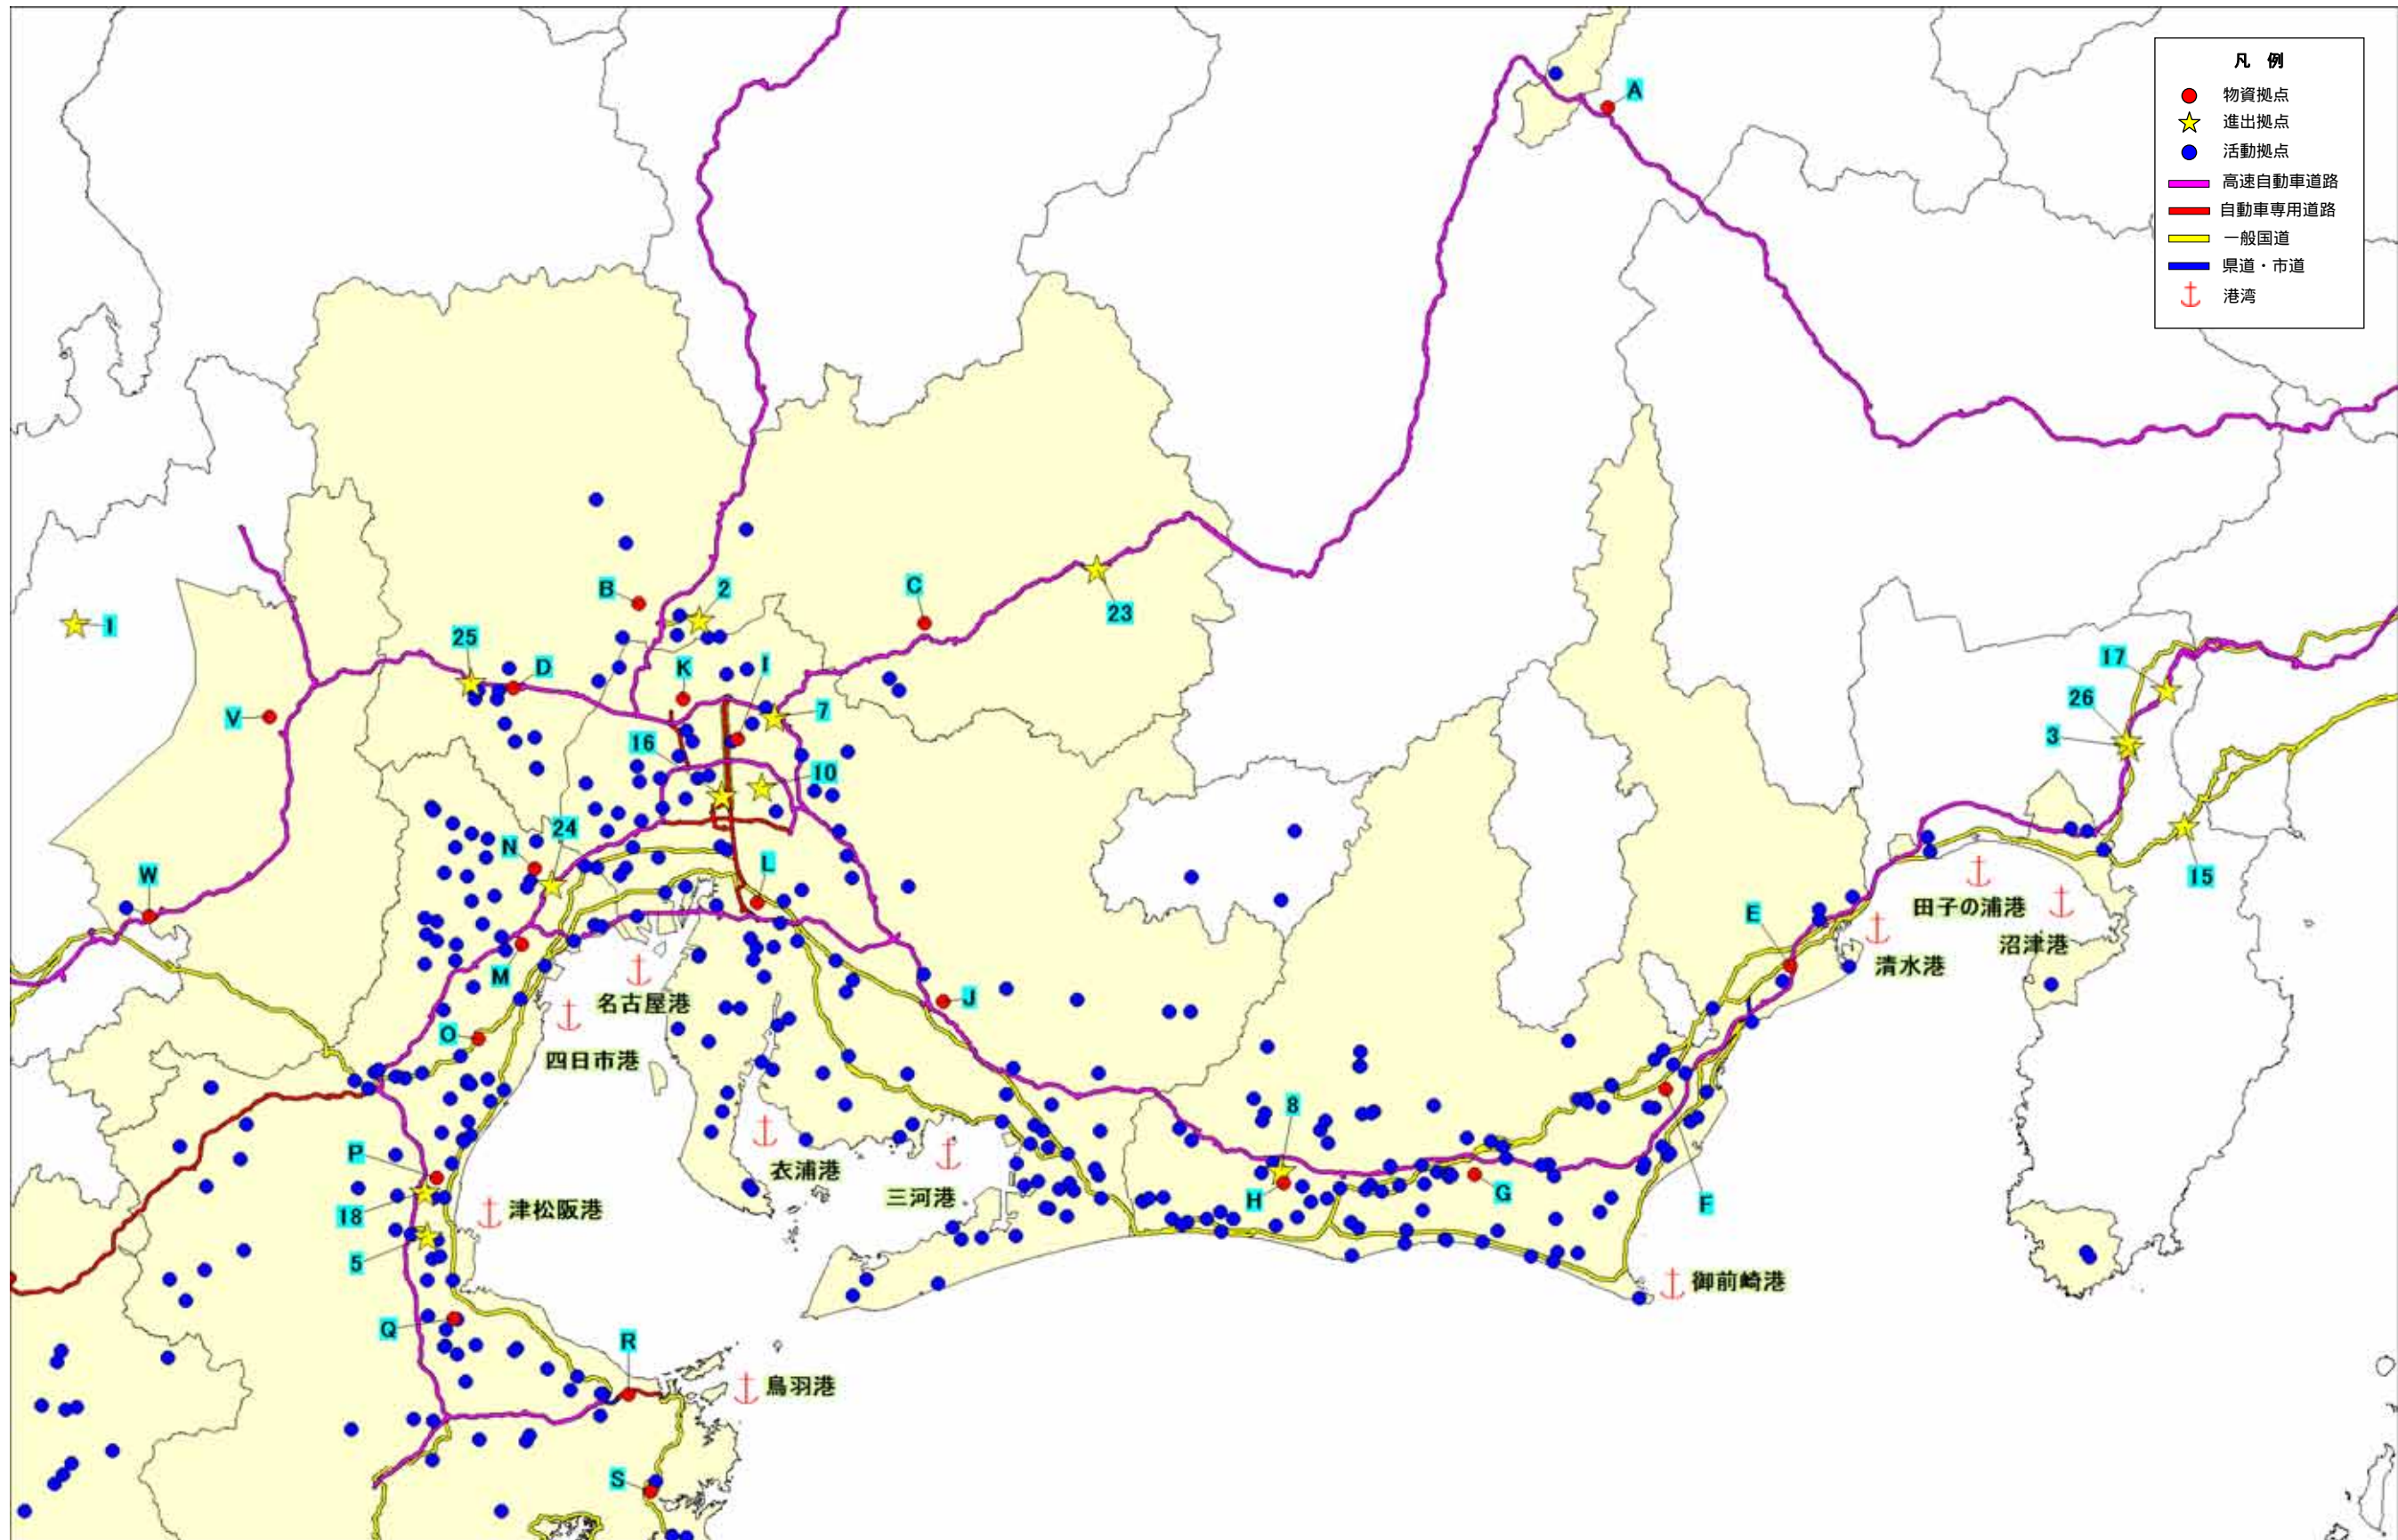 凡 例
物資拠点
進出拠点
活動拠点
高速自動車道路
自動車専用道路
一般国道
県道・市道
港湾
A
B
2
C
23
1
25
D
K
I
7
V
16
10
17
26
3
15
N
24
L
W
E
田子の浦港
沼津港
清水港
M
名古屋港
J
O
四日市港
8
P
衣浦港
三河港
H
G
F
18
津松阪港
5
御前崎港
Q
R
鳥羽港
S